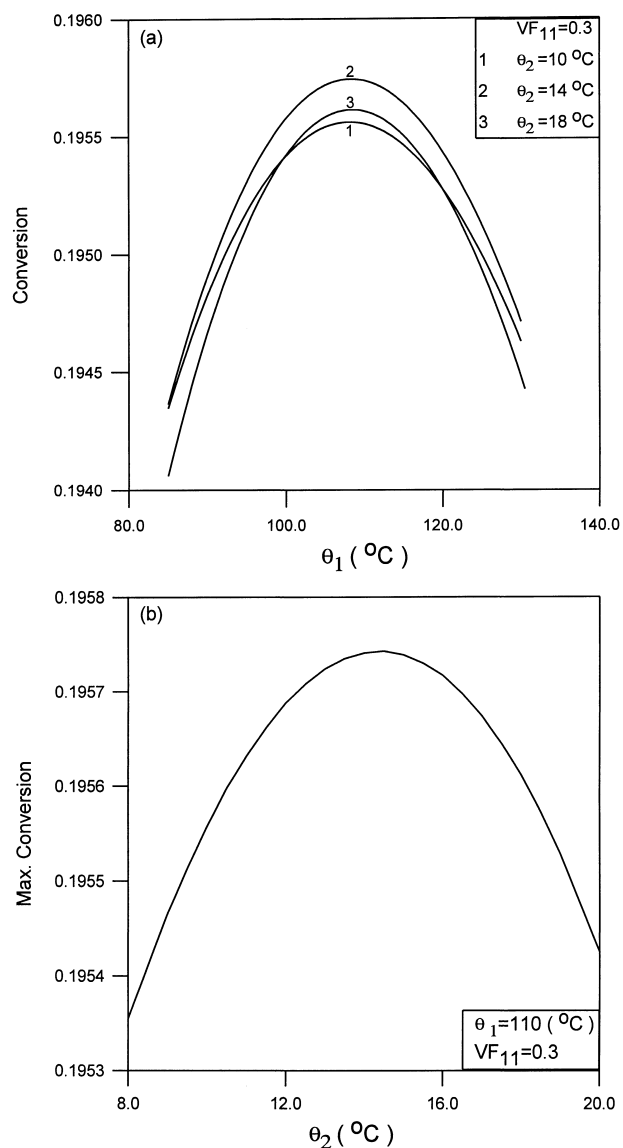 (a)
VF11=0.3
1 θ2=10 °C
2 θ2=14 °C
3 θ2=18 °C
0.1960
0.1955
0.1950
0.1945
0.1940
2
3
1
Conversion
80.0 100.0 120.0 140.0
θ1 ( °C )
(b)
0.1958
0.1957
0.1956
0.1955
0.1954
0.1953
Max. Conversion
θ1=110 ( °C)
VF11=0.3
8.0 12.0 16.0 20.0
θ2 ( °C )